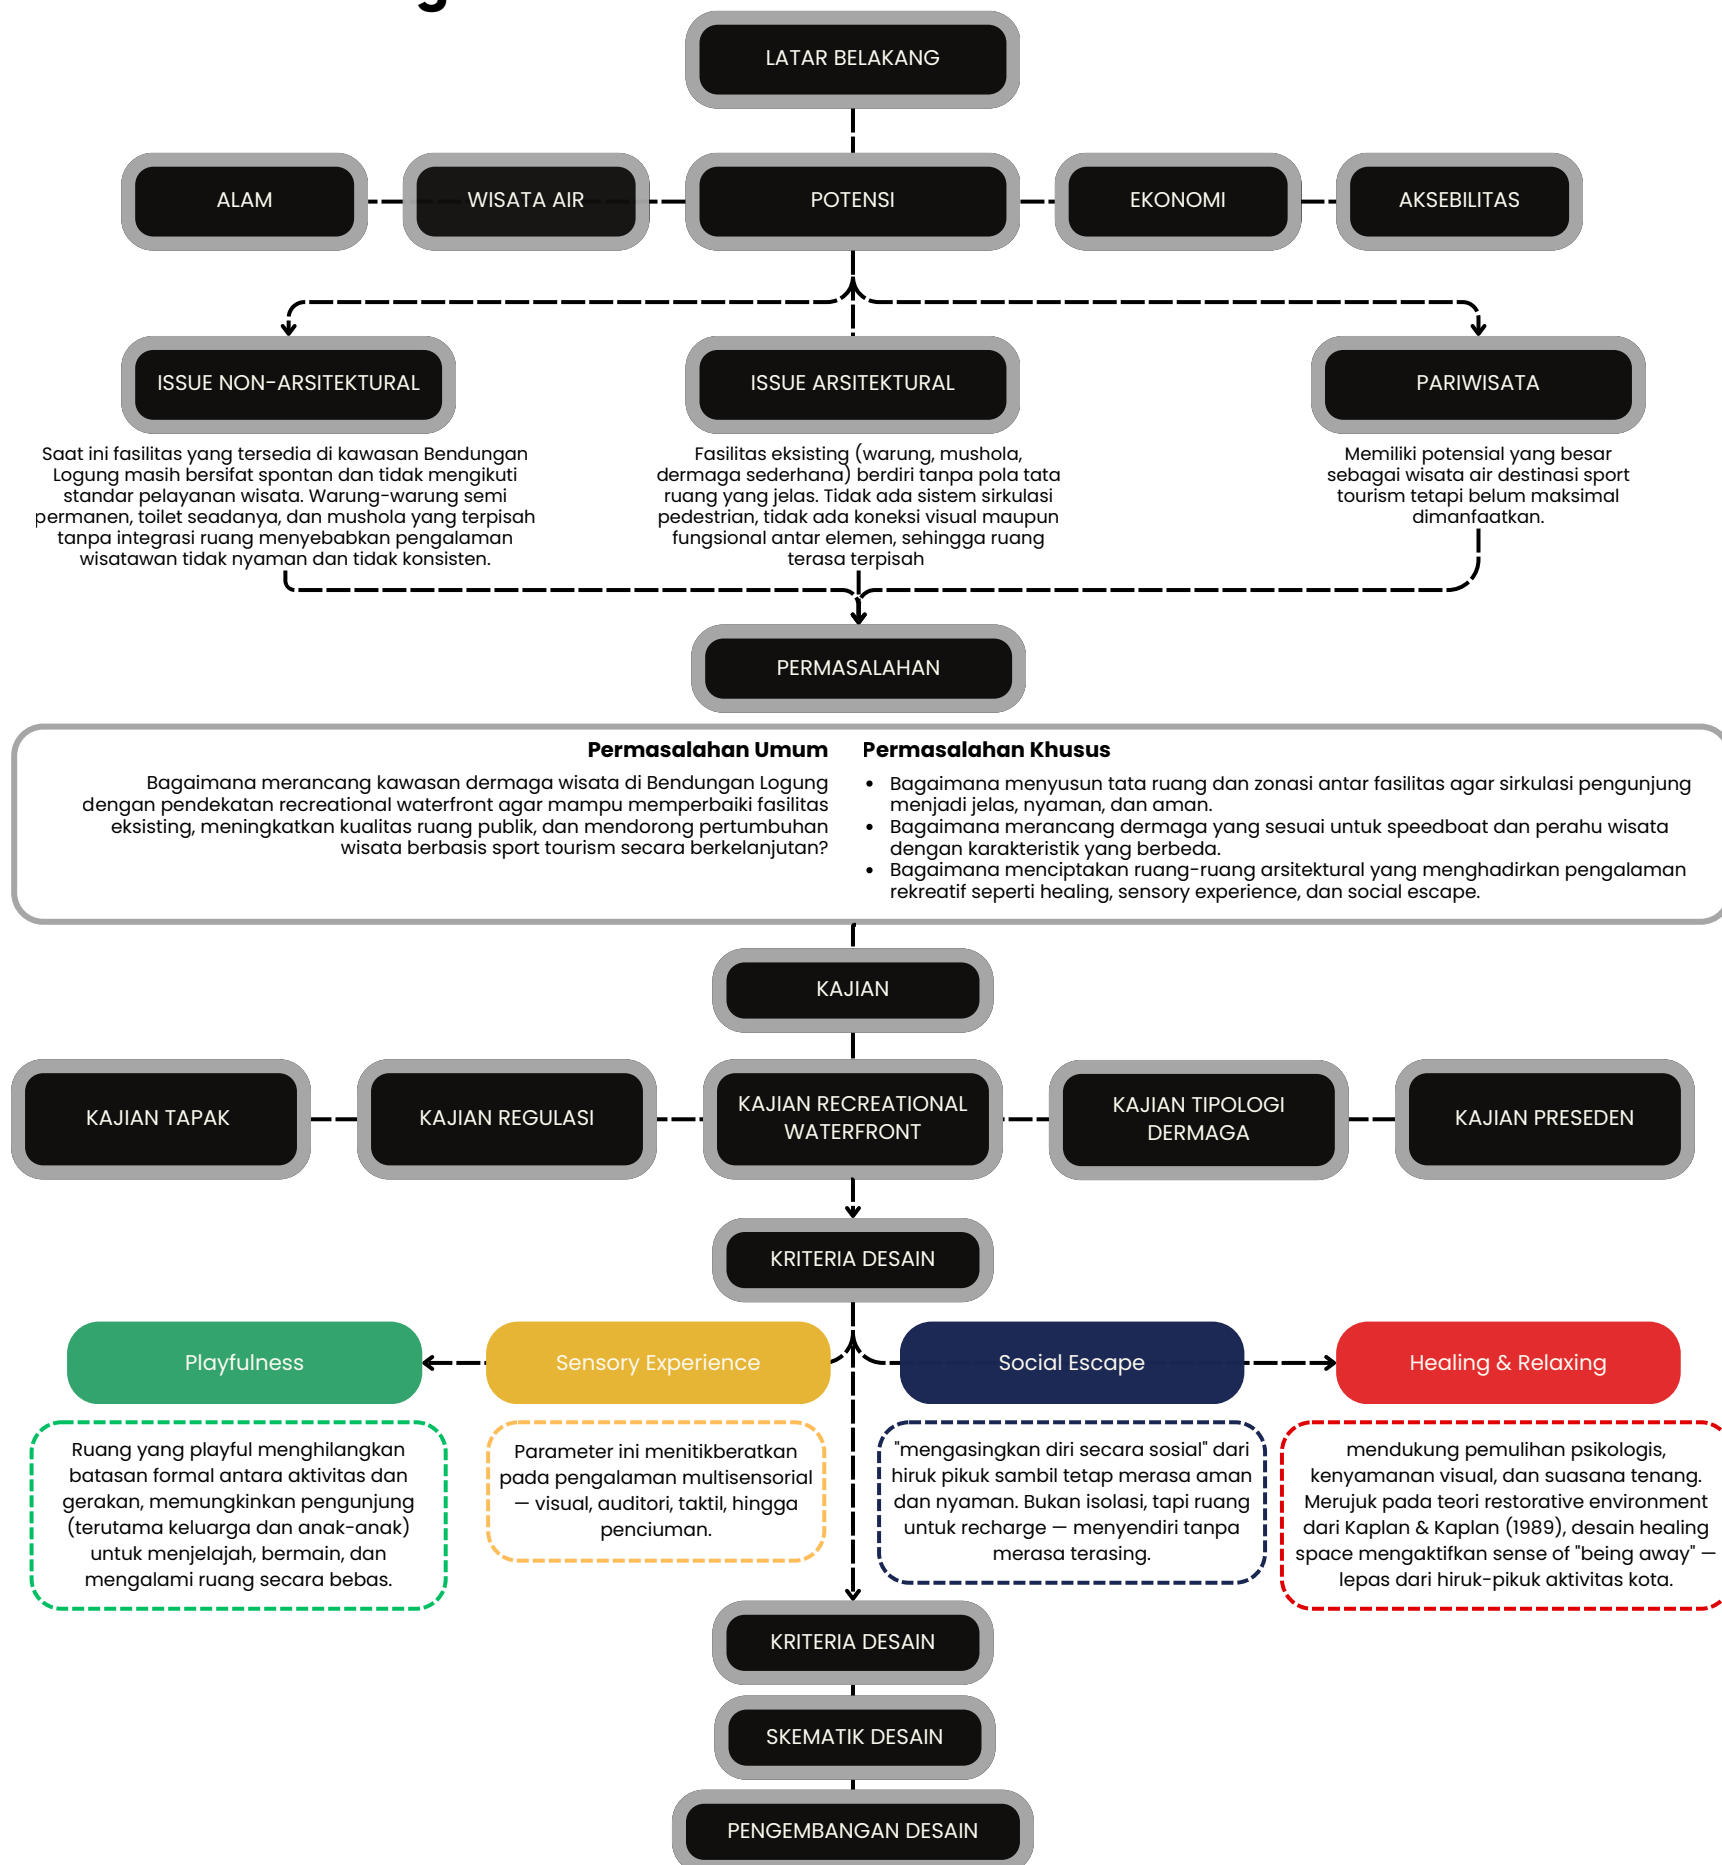 LATAR BELAKANG
ALAM
WISATA AIR
POTENSI
EKONOMI
AKSEBILITAS
ISSUE NON-ARSITEKTURAL
Saat ini fasilitas yang tersedia di kawasan Bendungan
Logung masih bersifat spontan dan tidak mengikuti
standar pelayanan wisata. Warung-warung semi
permanen, toilet seadanya, dan mushola yang terpisah
tanpa integrasi ruang menyebabkan pengalaman
wisatawan tidak nyaman dan tidak konsisten.
ISSUE ARSITEKTURAL
Fasilitas eksisting (warung, mushola,
dermaga sederhana) berdiri tanpa pola tata
ruang yang jelas. Tidak ada sistem sirkulasi
pedestrian, tidak ada koneksi visual maupun
fungsional antar elemen, sehingga ruang
terasa terpisah
PARIWISATA
Memiliki potensial yang besar
sebagai wisata air destinasi sport
tourism tetapi belum maksimal
dimanfaatkan.
PERMASALAHAN
Permasalahan Umum
Bagaimana merancang kawasan dermaga wisata di Bendungan Logung
dengan pendekatan recreational waterfront agar mampu memperbaiki fasilitas
eksisting, meningkatkan kualitas ruang publik, dan mendorong pertumbuhan
wisata berbasis sport tourism secara berkelanjutan?
Permasalahan Khusus
• Bagaimana menyusun tata ruang dan zonasi antar fasilitas agar sirkulasi pengunjung
menjadi jelas, nyaman, dan aman.
• Bagaimana merancang dermaga yang sesuai untuk speedboat dan perahu wisata
dengan karakteristik yang berbeda.
• Bagaimana menciptakan ruang-ruang arsitektural yang menghadirkan pengalaman
rekreatif seperti healing, sensory experience, dan social escape.
KAJIAN
KAJIAN TAPAK
KAJIAN REGULASI
KAJIAN RECREATIONAL
WATERFRONT
KAJIAN TIPOLOGI
DERMAGA
KAJIAN PRESEDEN
KRITERIA DESAIN
Playfulness
Sensory Experience
Social Escape
Healing & Relaxing
Ruang yang playful menghilangkan
batasan formal antara aktivitas dan
gerakan, memungkinkan pengunjung
(terutama keluarga dan anak-anak)
untuk menjelajah, bermain, dan
mengalami ruang secara bebas.
Parameter ini menitikberatkan
pada pengalaman multisensorial
— visual, auditori, taktil, hingga
penciuman.
"mengasingkan diri secara sosial" dari
hiruk pikuk sambil tetap merasa aman
dan nyaman. Bukan isolasi, tapi ruang
untuk recharge — menyendiri tanpa
merasa terasing.
mendukung pemulihan psikologis,
kenyamanan visual, dan suasana tenang.
Merujuk pada teori restorative environment
dari Kaplan & Kaplan (1989), desain healing
space mengaktifkan sense of "being away" —
lepas dari hiruk-pikuk aktivitas kota.
KRITERIA DESAIN
SKEMATIK DESAIN
PENGEMBANGAN DESAIN